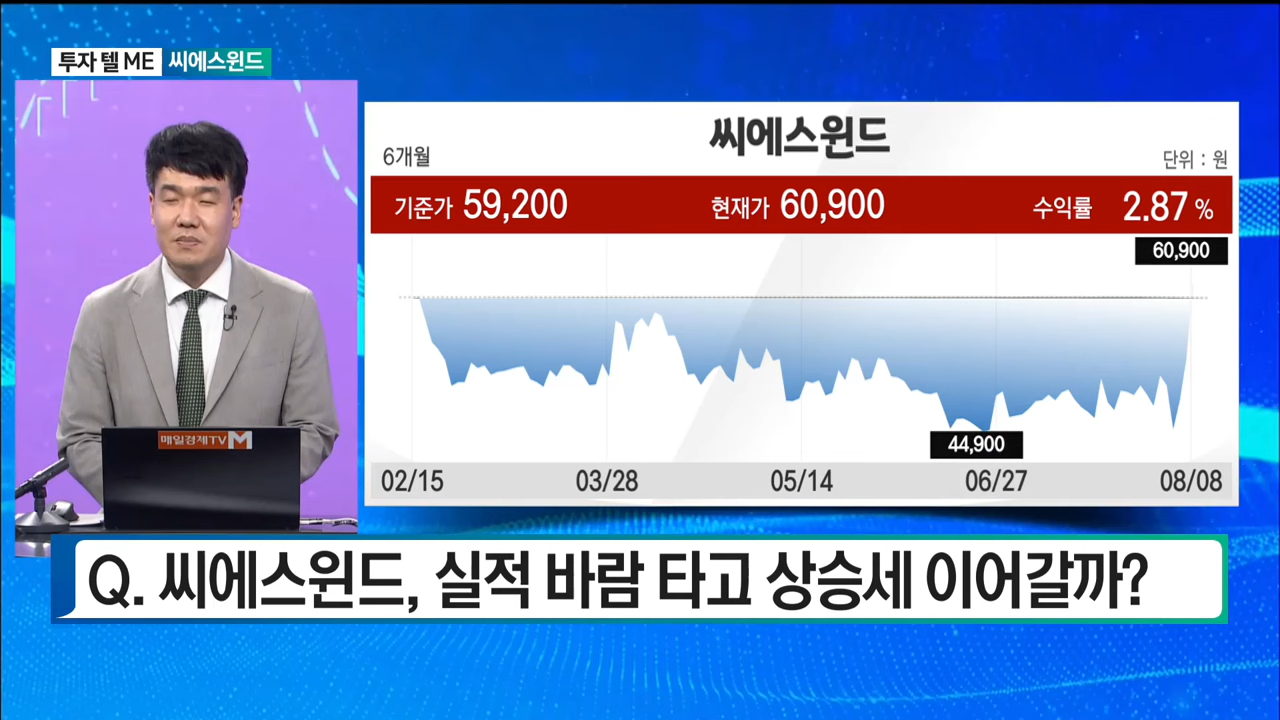 투자 텔 ME 씨에스윈드
씨에스윈드
6개월
단위 : 원
기준가 59,200 현재가 60,900 수익률 2.87 %
60,900
44,900
02/15 03/28 05/14 06/27 08/08
매일경제TV M
Q. 씨에스윈드, 실적 바람 타고 상승세 이어갈까?